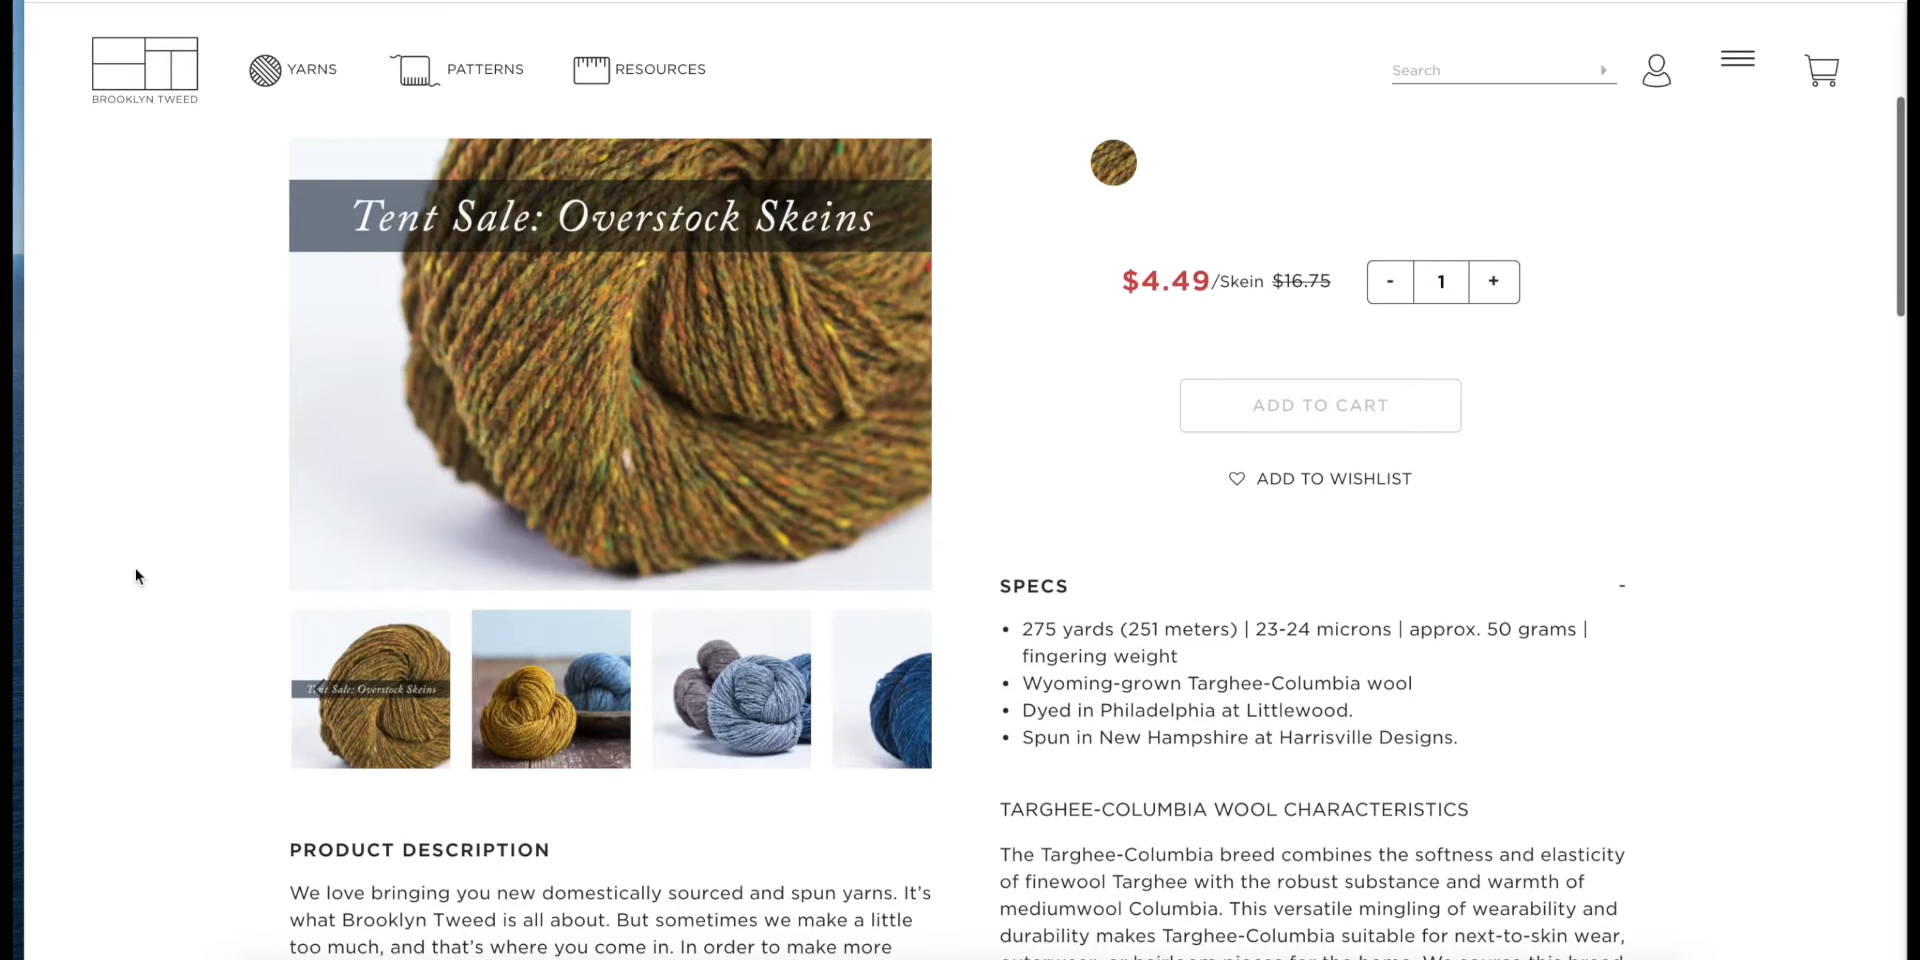 BROOKLYN TWEED
YARNS
PATTERNS
RESOURCES
Search
Tent Sale: Overstock Skeins
$4.49/Skein $16.75
- 1 +
ADD TO CART
ADD TO WISHLIST
Tent Sale: Overstock Skeins
SPECS -
• 275 yards (251 meters) | 23-24 microns | approx. 50 grams |
fingering weight
• Wyoming-grown Targhee-Columbia wool
• Dyed in Philadelphia at Littlewood.
• Spun in New Hampshire at Harrisville Designs.
TARGHEE-COLUMBIA WOOL CHARACTERISTICS
The Targhee-Columbia breed combines the softness and elasticity
of finewool Targhee with the robust substance and warmth of
mediumwool Columbia. This versatile mingling of wearability and
durability makes Targhee-Columbia suitable for next-to-skin wear,
PRODUCT DESCRIPTION
We love bringing you new domestically sourced and spun yarns. It’s
what Brooklyn Tweed is all about. But sometimes we make a little
too much, and that’s where you come in. In order to make more